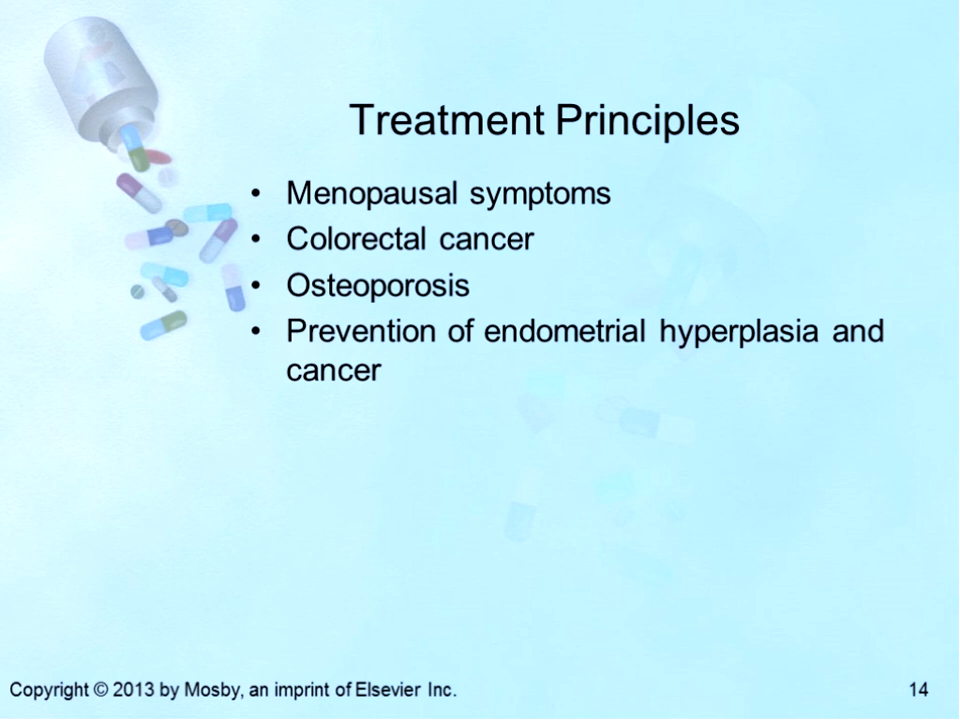 Treatment Principles
• Menopausal symptoms
• Colorectal cancer
• Osteoporosis
• Prevention of endometrial hyperplasia and
cancer
Copyright © 2013 by Mosby, an imprint of Elsevier Inc.
14